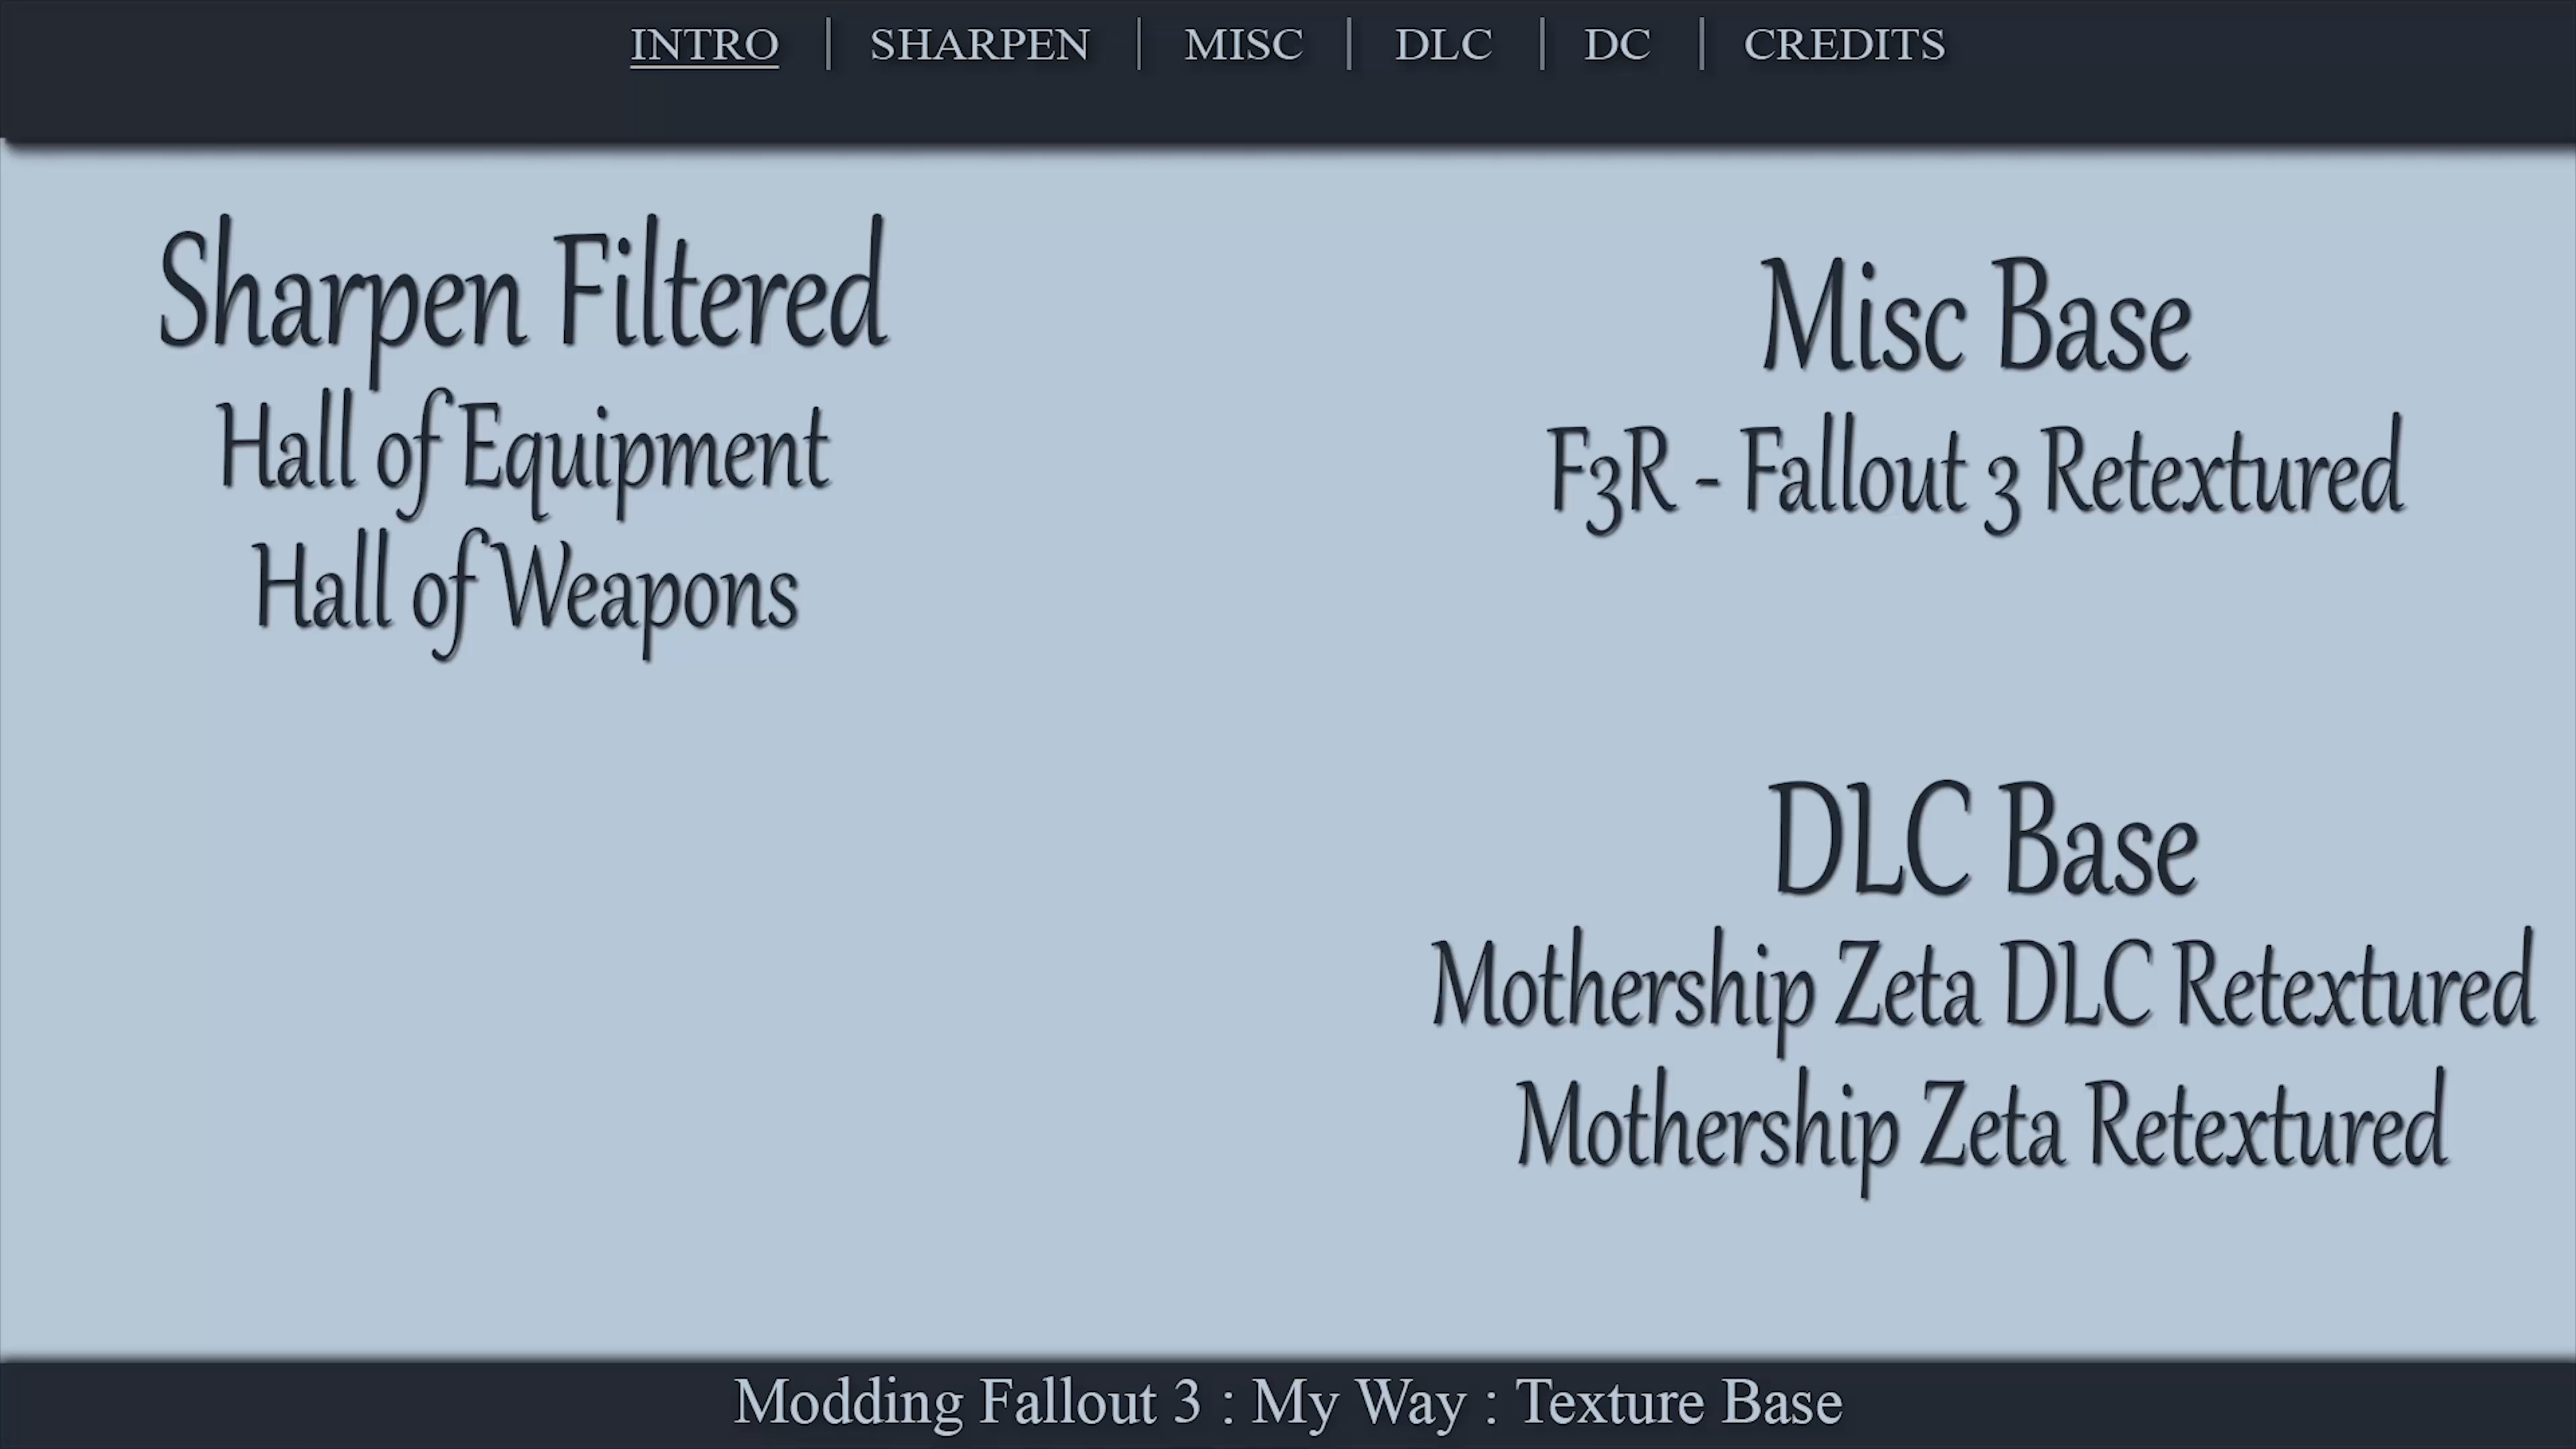 INTRO | SHARPEN | MISC | DLC | DC | CREDITS
Sharpen Filtered
Hall of Equipment
Hall of Weapons
Misc Base
F3R - Fallout 3 Retextured
DLC Base
Mothership Zeta DLC Retextured
Mothership Zeta Retextured
Modding Fallout 3 : My Way : Texture Base